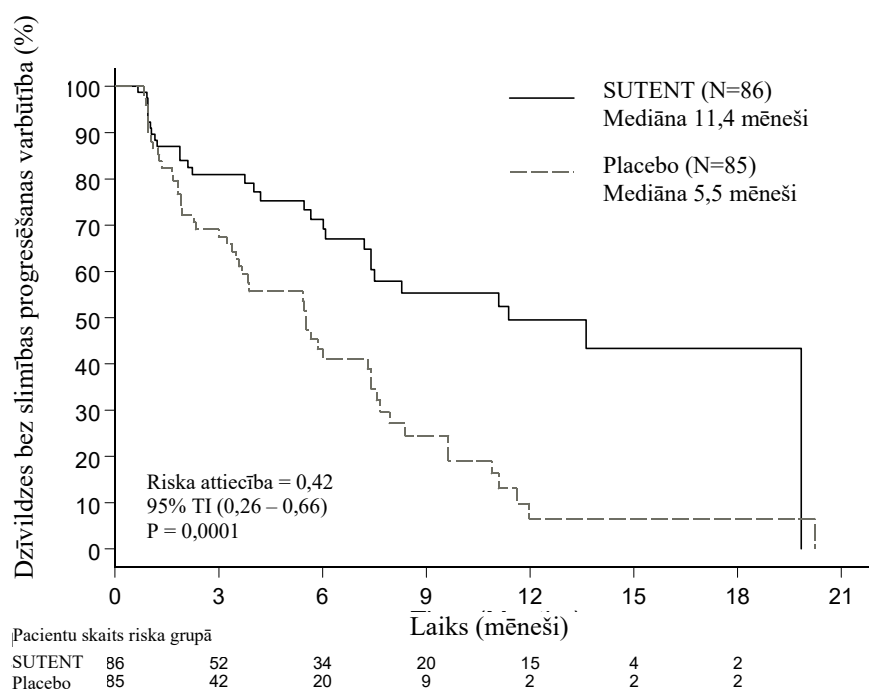 Dzīvildzes bez slimības progresēšanas varbūtība (%)
100
90
80
70
60
50
40
30
20
10
0
SUTENT (N=86)
Mediāna 11,4 mēneši
Placebo (N=85)
Mediāna 5,5 mēneši
Riska attiecība = 0,42
95% TI (0,26 – 0,66)
P = 0,0001
0 3 6 9 12 15 18 21
Laiks (mēneši)
Pacientu skaits riska grupā
SUTENT 86 52 34 20 15 4 2
Placebo 85 42 20 9 2 2 2